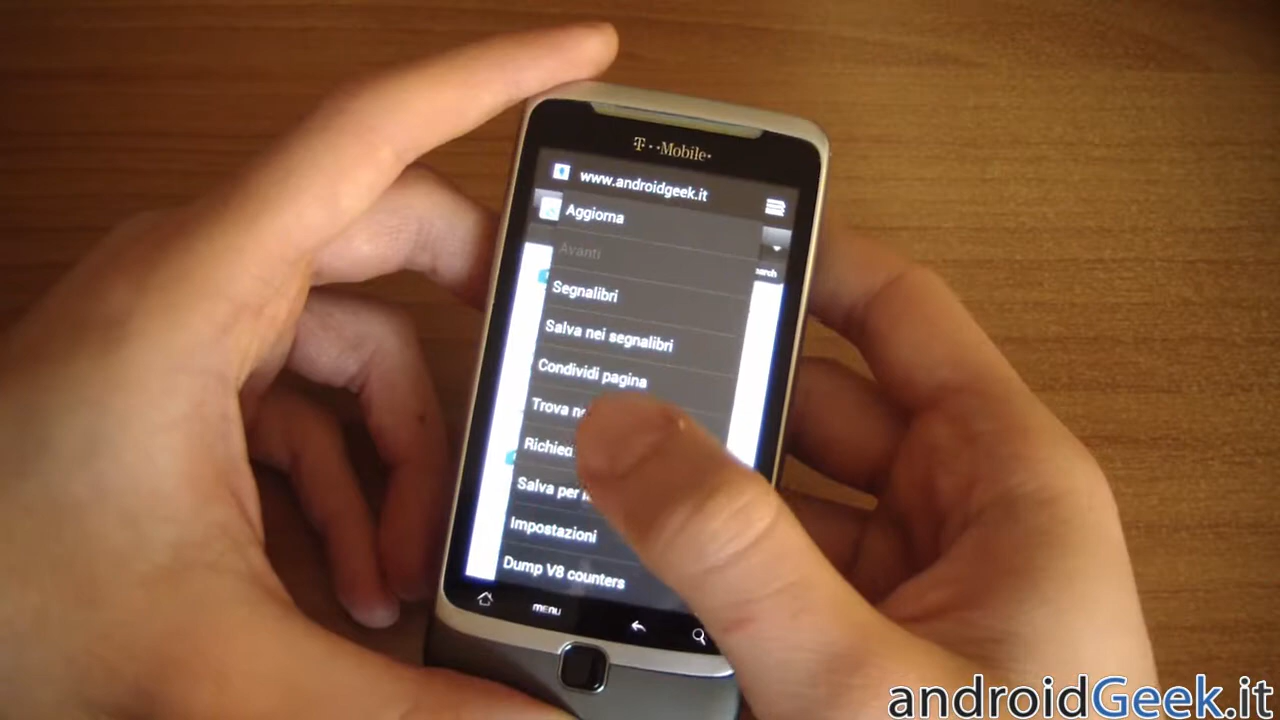 T··Mobile·
www.androidgeek.it
Aggiorna
Avanti
Segnalibri
Salva nei segnalibri
Condividi pagina
Trova
Salva per
Impostazioni
Dump V8 counters
MENU
androidGeek.it